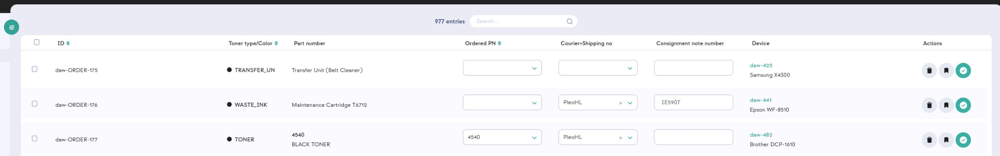 977 entries Search...
ID Toner type/Color Part number Ordered PN Courier+Shipping no Consignment note number Device Actions
daw-ORDER-175 TRANSFER_UN Transfer Unit (Belt Cleaner) daw-425
Samsung X4300
daw-ORDER-176 WASTE_INK Maintenance Cartridge T6712 PleoHL × IE590T daw-441
Epson WF-8510
daw-ORDER-177 TONER 4540 4540 PleoHL × daw-482
BLACK TONER Brother DCP-1610